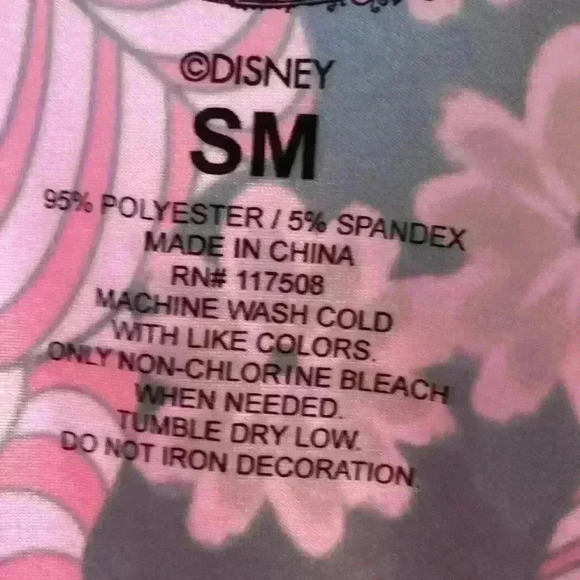 ©DISNEY
SM
95% POLYESTER / 5% SPANDEX
MADE IN CHINA
RN# 117508
MACHINE WASH COLD
WITH LIKE COLORS.
ONLY NON-CHLORINE BLEACH
WHEN NEEDED.
TUMBLE DRY LOW.
DO NOT IRON DECORATION.